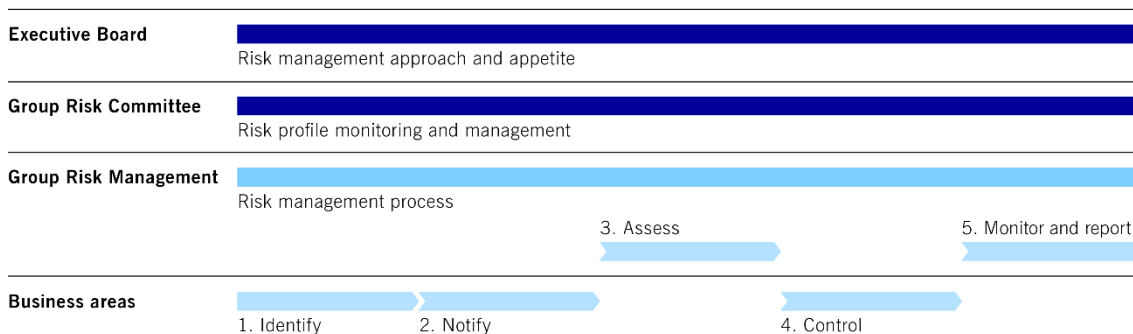 Executive Board
Risk management approach and appetite
Group Risk Committee
Risk profile monitoring and management
Group Risk Management
Risk management process
3. Assess
5. Monitor and report
Business areas
1. Identify
2. Notify
4. Control